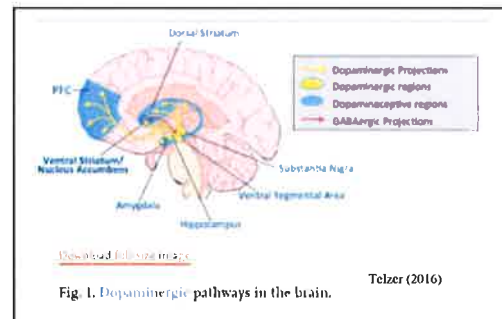 Dorsal Striatum
PFC
Dopaminergic Projections
Dopaminergic regions
Dopaminoceptive regions
GABAergic Projections
Ventral Striatum/
Nucleus Accumbens
Substantia Nigra
Ventral Tegmental Area
Amygdala
Hippocampus
Download full size image
Telzer (2016)
Fig. 1. Dopaminergic pathways in the brain.